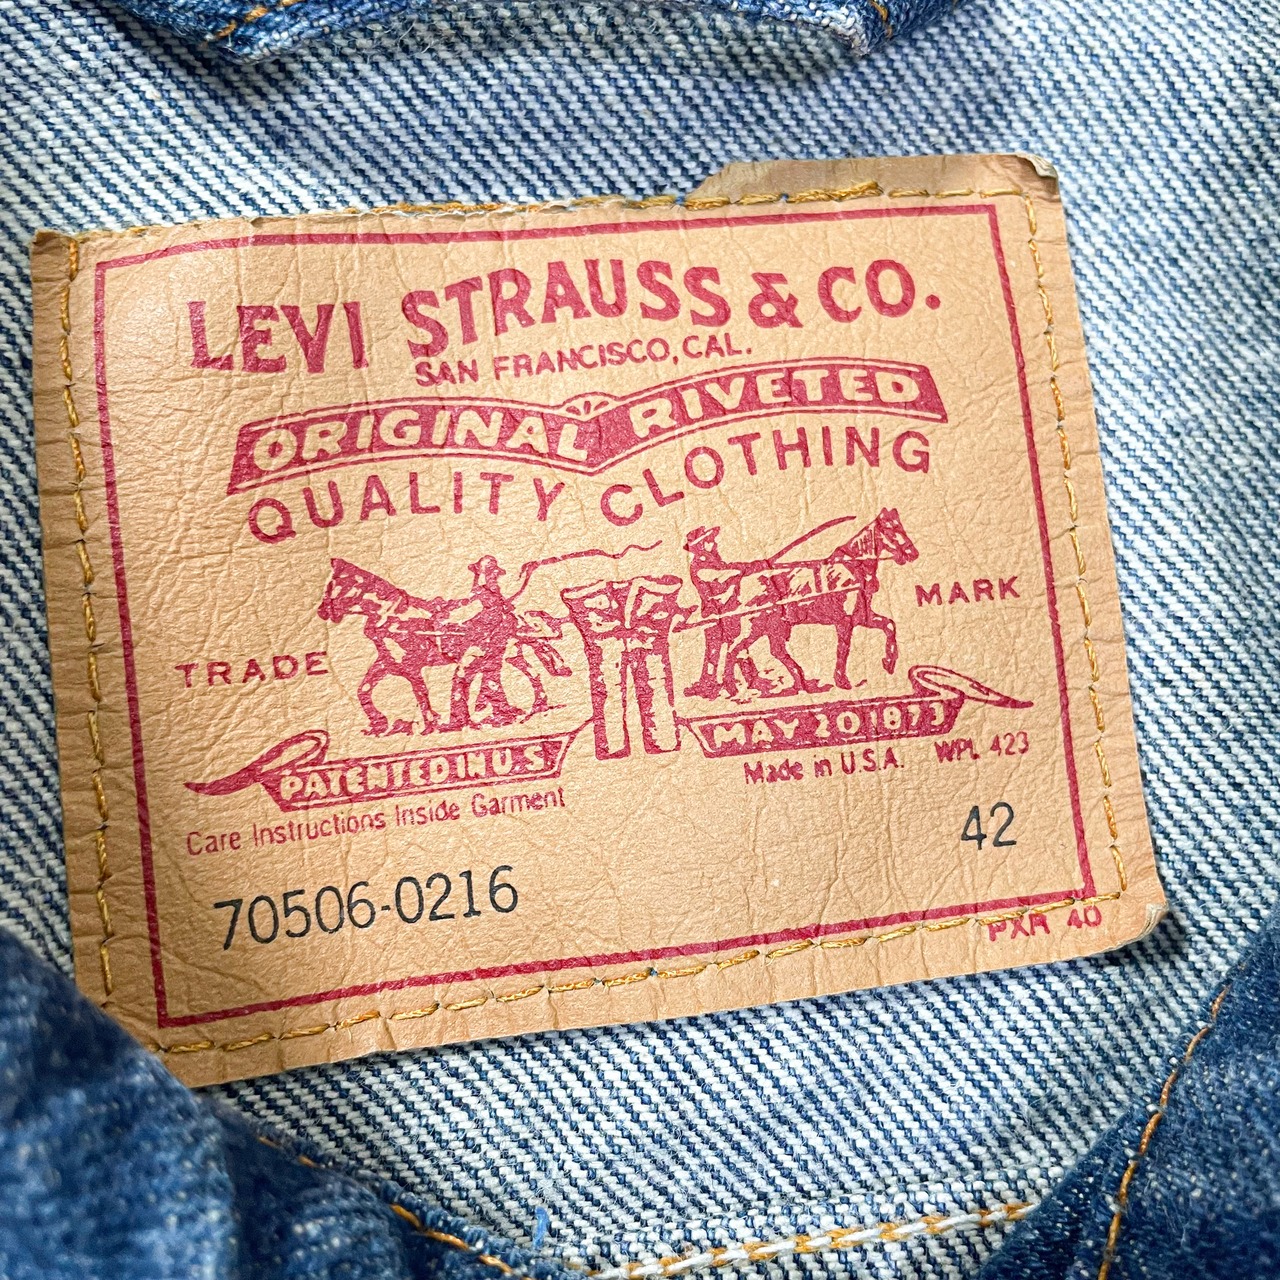 LEVI STRAUSS & CO.
SAN FRANCISCO, CAL.
ORIGINAL RIVETED
QUALITY CLOTHING
TRADE MARK
PATENTED IN U.S. MAY 20 1873
Care Instructions Inside Garment
Made in U.S.A. WPL 423
70506-0216 42
PXR 40